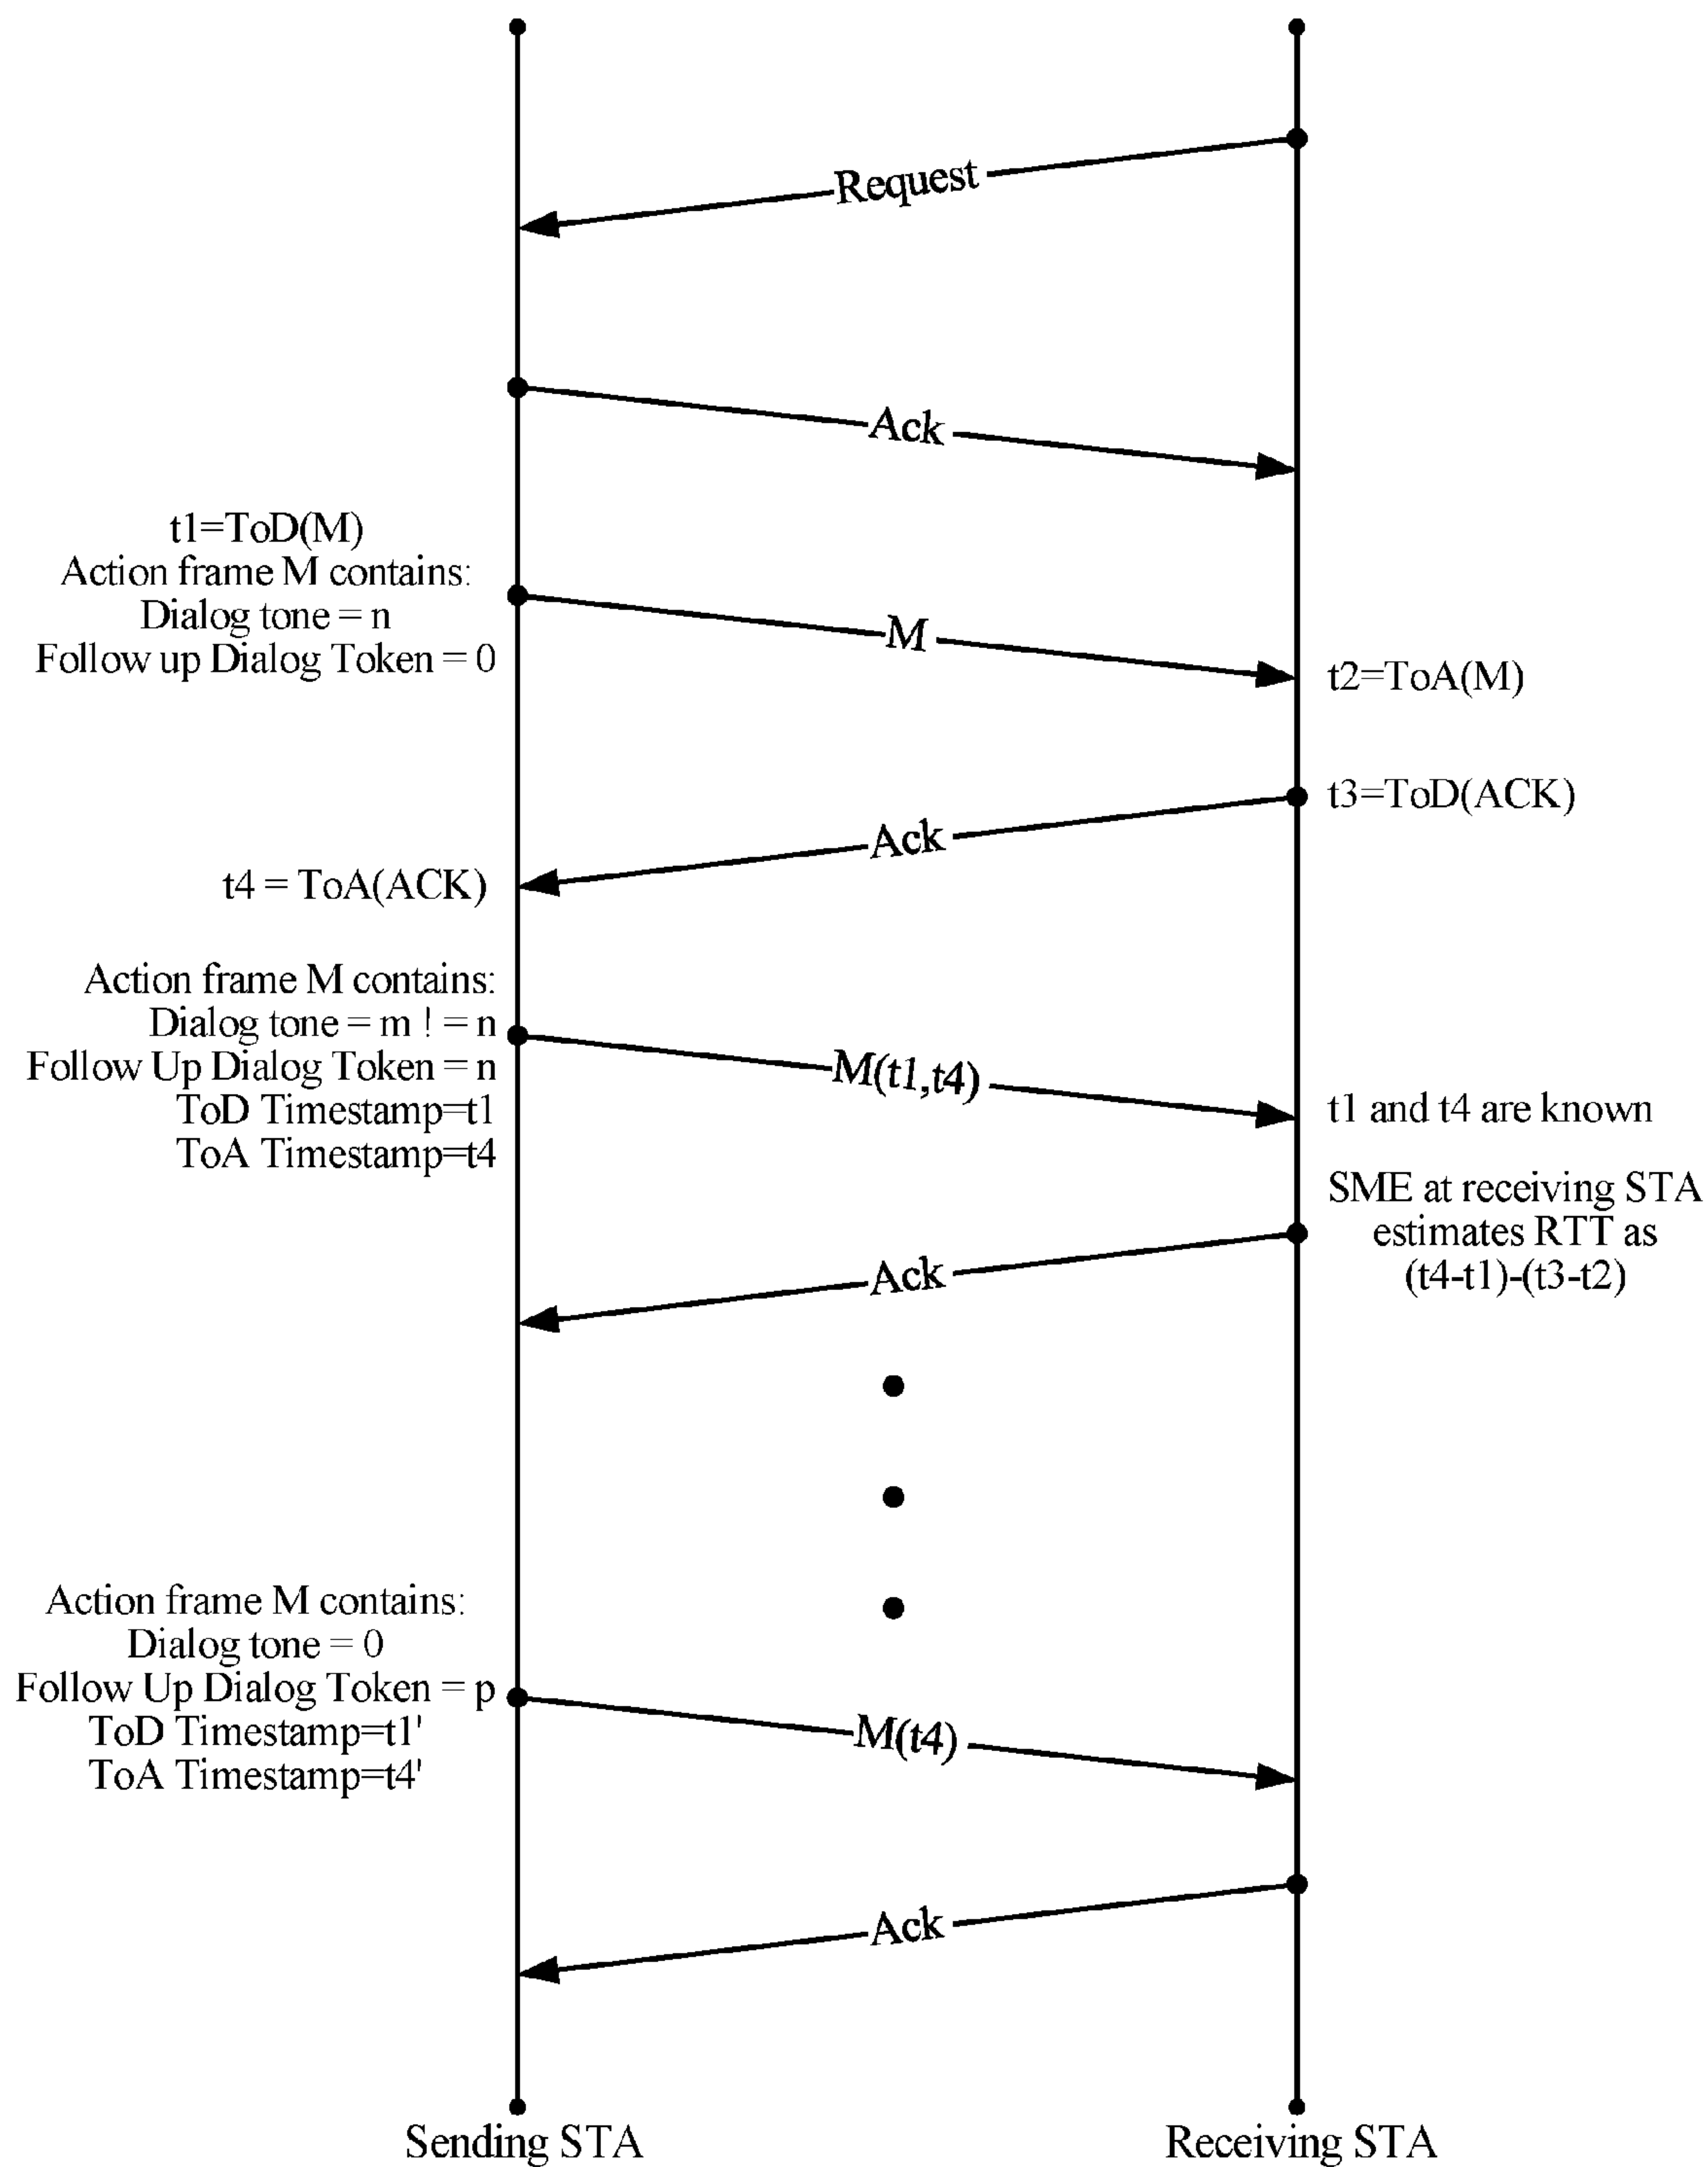 Request
Ack
t1=ToD(M)
Action frame M contains:
Dialog tone = n
Follow up Dialog Token = 0
M
t2=ToA(M)
t3=ToD(ACK)
Ack
t4 = ToA(ACK)
Action frame M contains:
Dialog tone = m ! = n
Follow Up Dialog Token = n
ToD Timestamp=t1
ToA Timestamp=t4
M(t1,t4)
t1 and t4 are known
SME at receiving STA
estimates RTT as
(t4-t1)-(t3-t2)
Ack
Action frame M contains:
Dialog tone = 0
Follow Up Dialog Token = p
ToD Timestamp=t1'
ToA Timestamp=t4'
M(t4)
Ack
Sending STA
Receiving STA